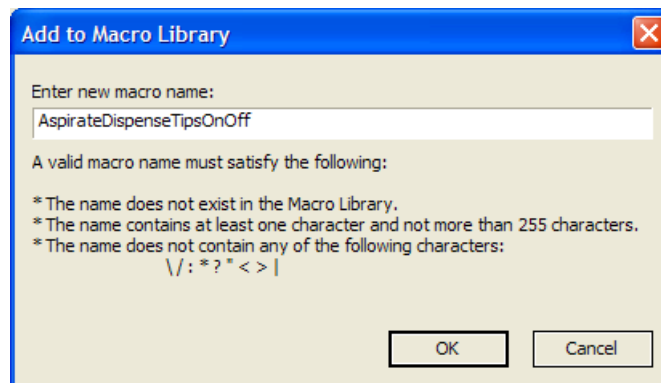 Add to Macro Library
Enter new macro name:
AspirateDispenseTipsOnOff
A valid macro name must satisfy the following:
* The name does not exist in the Macro Library.
* The name contains at least one character and not more than 255 characters.
* The name does not contain any of the following characters:
\ / : * ? " < > |
OK
Cancel